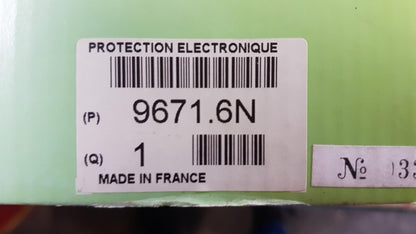 PROTECTION ELECTRONIQUE
(P) 9671.6N
(Q) 1
MADE IN FRANCE
№